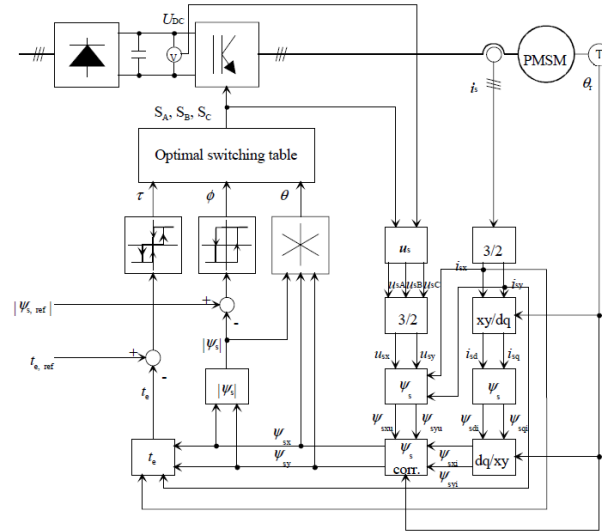 U_DC
V
PMSM
T
i_s
θ_r
S_A, S_B, S_C
Optimal switching table
τ ϕ θ
u_s 3/2
i_sx i_sy
u_sA u_sB u_sC
|ψ_s, ref| + -
3/2 xy/dq
t_e, ref + -
|ψ_s|
u_sx u_sy i_sd i_sq
t_e |ψ_s| ψ_s ψ_s
ψ_sxu ψ_syu ψ_sdi ψ_sqi
t_e ψ_sx ψ_s corr. ψ_sxi dq/xy
ψ_sy ψ_syi